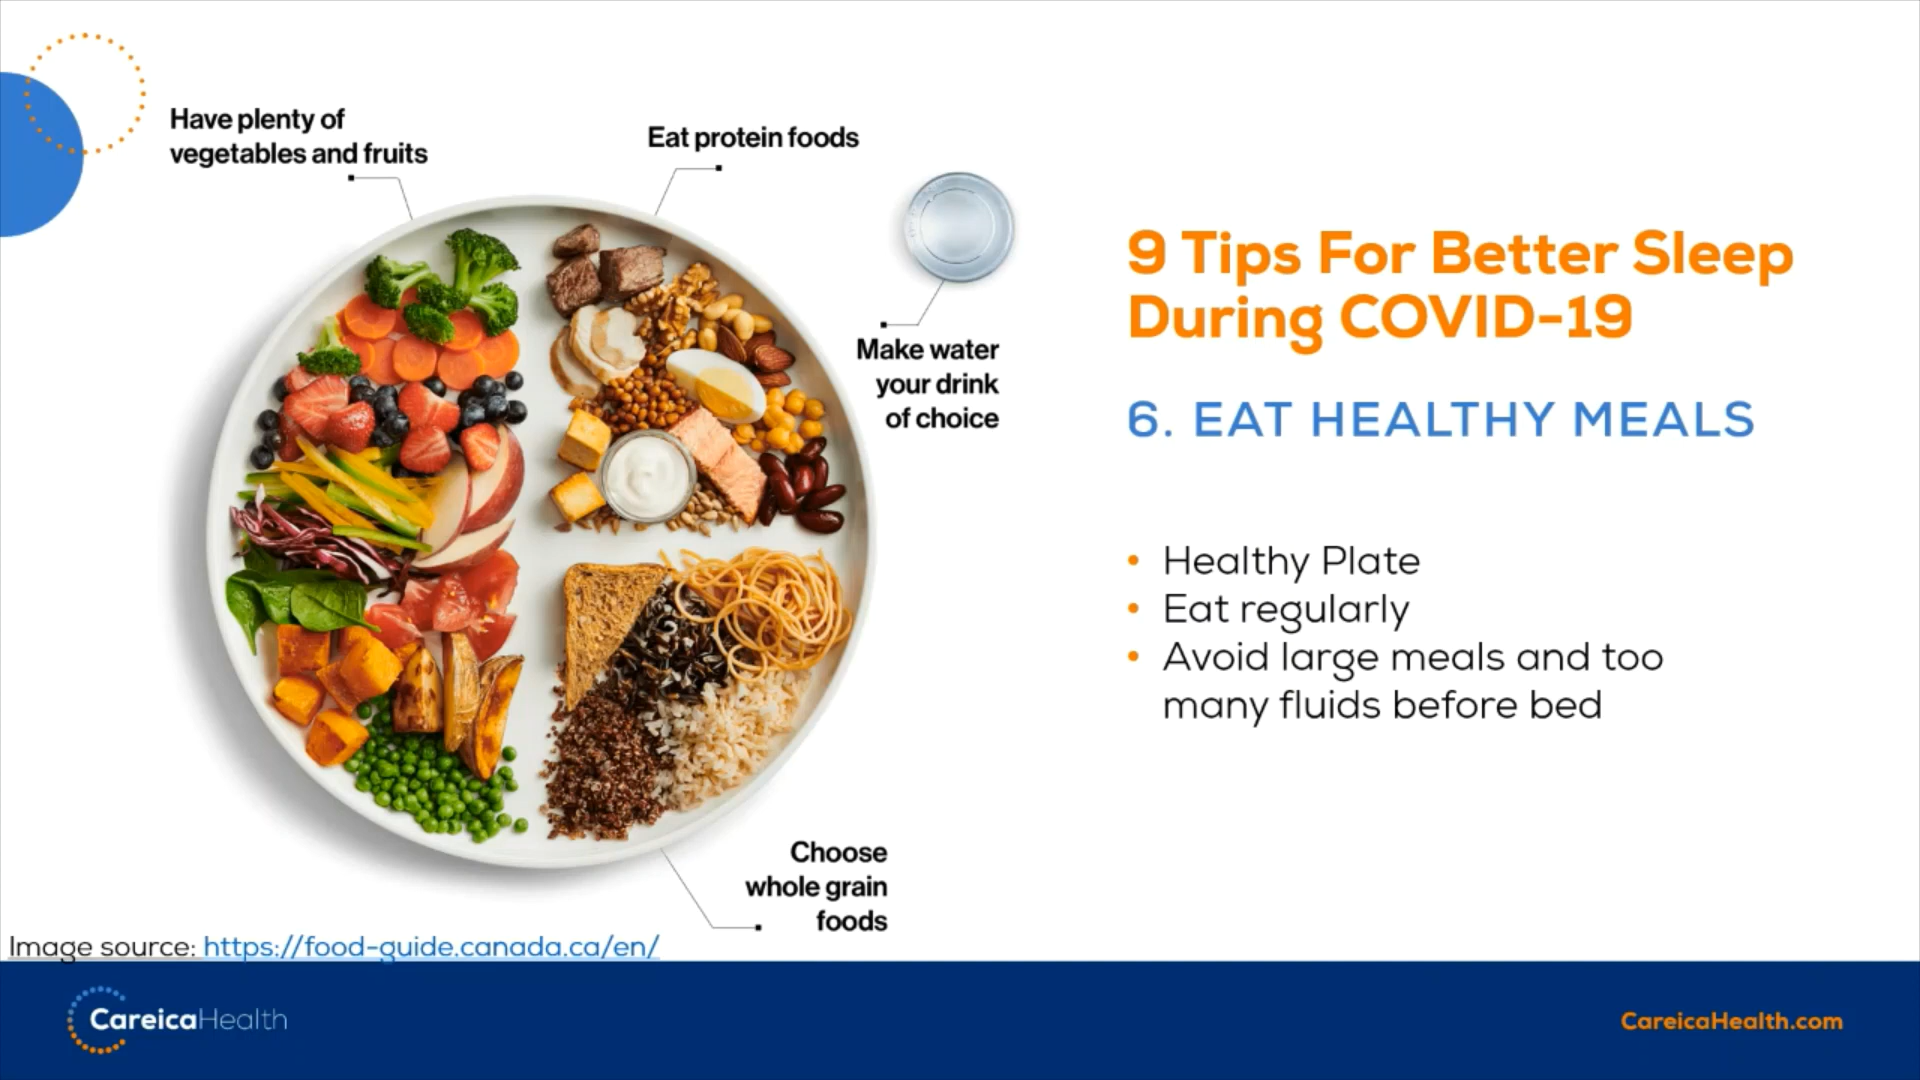 Have plenty of
vegetables and fruits
Eat protein foods
Make water
your drink
of choice
Choose
whole grain
foods
Image source: https://food-guide.canada.ca/en/
9 Tips For Better Sleep
During COVID-19
6. EAT HEALTHY MEALS
• Healthy Plate
• Eat regularly
• Avoid large meals and too
many fluids before bed
CareicaHealth
CareicaHealth.com